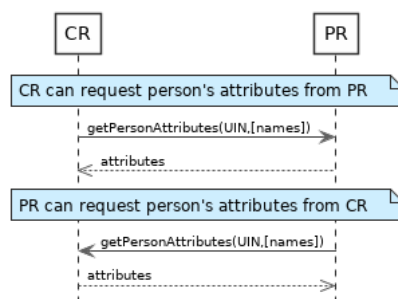 CR PR
CR can request person's attributes from PR
getPersonAttributes(UIN,[names])
attributes
PR can request person's attributes from CR
getPersonAttributes(UIN,[names])
attributes